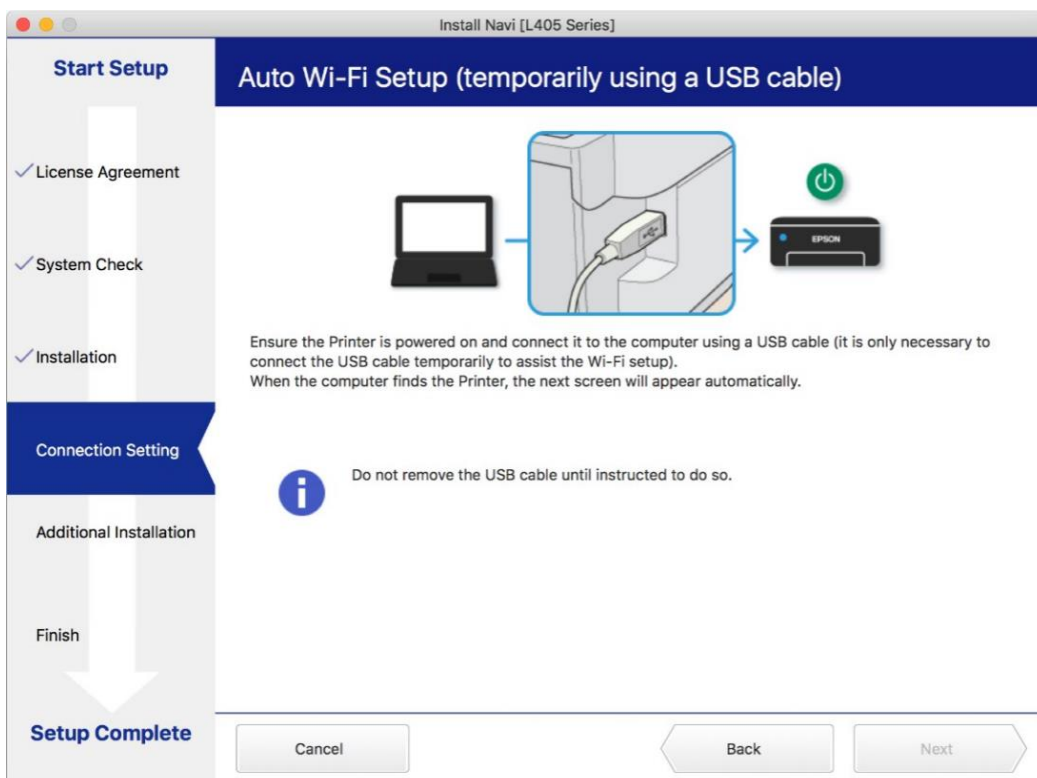 Install Navi [L405 Series]
Start Setup
License Agreement
System Check
Installation
Connection Setting
Additional Installation
Finish
Setup Complete
Auto Wi-Fi Setup (temporarily using a USB cable)
EPSON
Ensure the Printer is powered on and connect it to the computer using a USB cable (it is only necessary to
connect the USB cable temporarily to assist the Wi-Fi setup).
When the computer finds the Printer, the next screen will appear automatically.
Do not remove the USB cable until instructed to do so.
Cancel
Back
Next